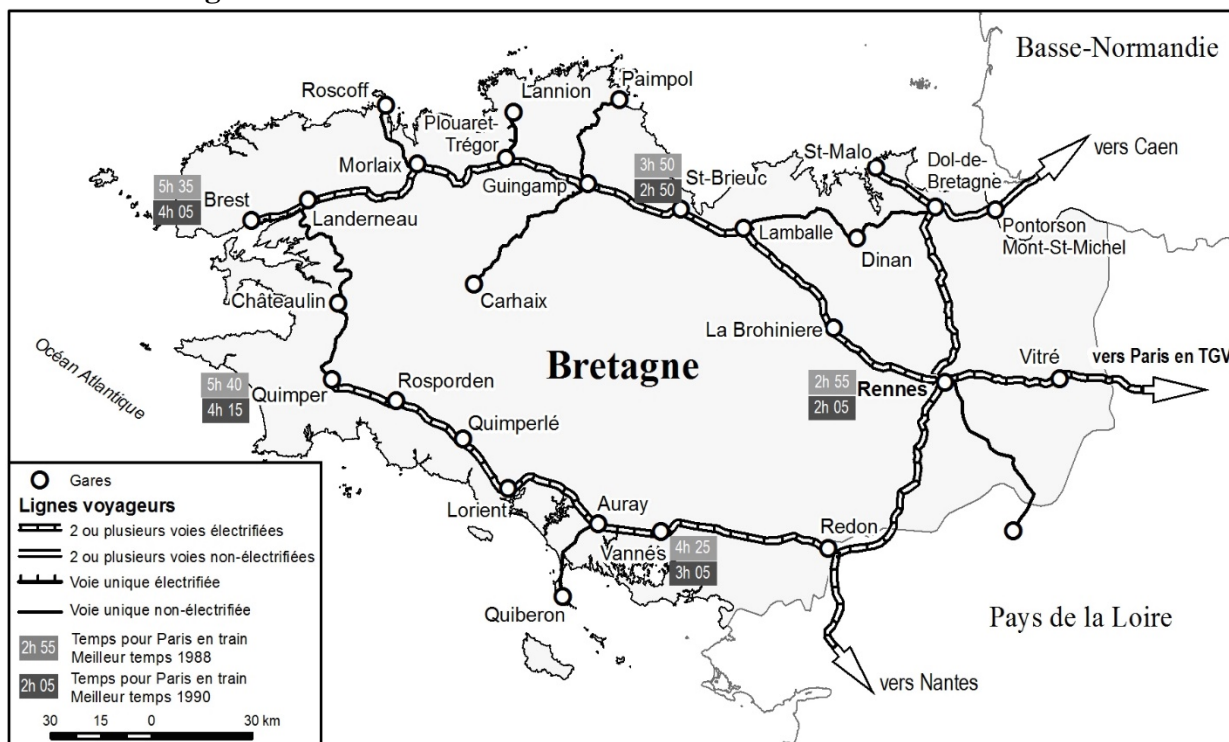 Basse-Normandie
Paimpol
Roscoff
Lannion
Plouaret-
Trégor
vers Caen
St-Malo
Dol-de-
Bretagne
Morlaix
3h 50
2h 50
St-Brieuc
5h 35
4h 05
Brest
Guingamp
Landerneau
Lamballe
Pontorson
Mont-St-Michel
Dinan
Carhaix
Châteaulin
La Brohiniere
Océan Atlantique
Bretagne
Vitré
vers Paris en TGV
5h 40
4h 15
Quimper
Rosporden
2h 55
2h 05
Rennes
Quimperlé
Lorient
Auray
Redon
Vannés
4h 25
3h 05
Quiberon
Pays de la Loire
vers Nantes
Gares
Lignes voyageurs
2 ou plusieurs voies électrifiées
2 ou plusieurs voies non-électrifiées
Voie unique électrifiée
Voie unique non-électrifiée
2h 55
Temps pour Paris en train
Meilleur temps 1988
2h 05
Temps pour Paris en train
Meilleur temps 1990
30 15 0 30 km